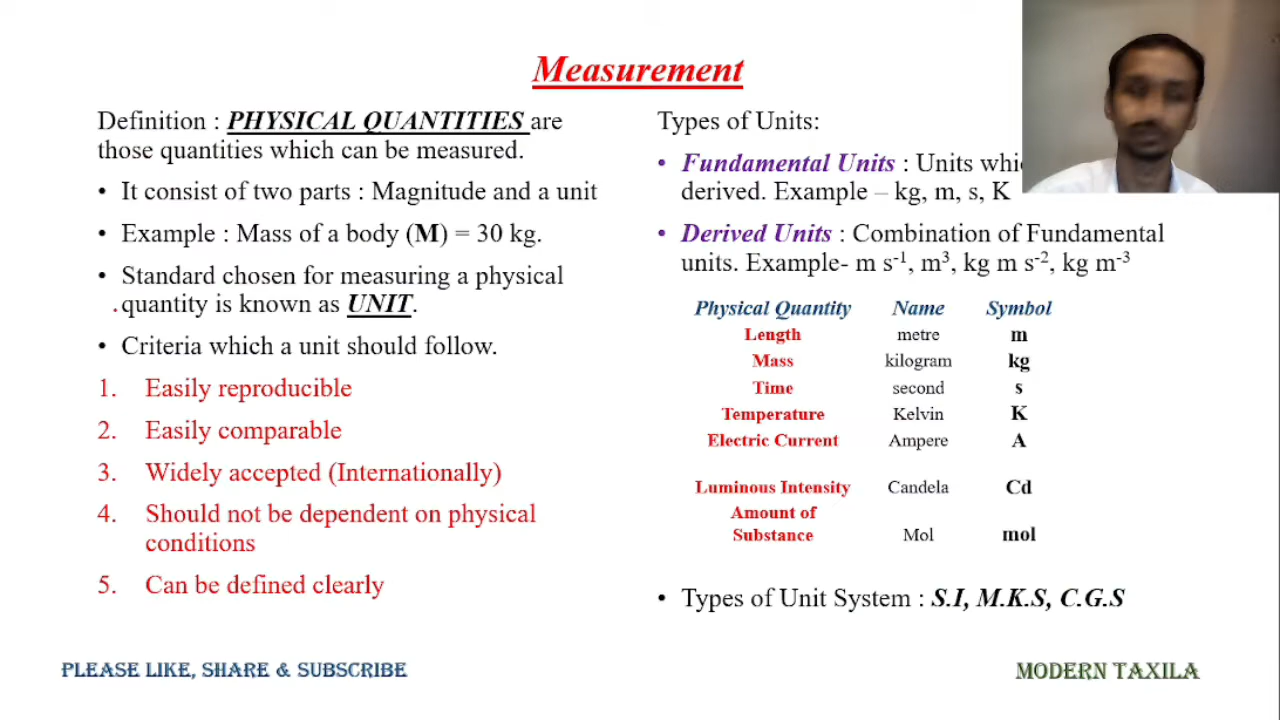 Measurement
Definition : PHYSICAL QUANTITIES are
those quantities which can be measured.
• It consist of two parts : Magnitude and a unit
• Example : Mass of a body (M) = 30 kg.
• Standard chosen for measuring a physical
quantity is known as UNIT.
• Criteria which a unit should follow.
1. Easily reproducible
2. Easily comparable
3. Widely accepted (Internationally)
4. Should not be dependent on physical
conditions
5. Can be defined clearly
Types of Units:
• Fundamental Units : Units
derived. Example – kg, m, s, K
• Derived Units : Combination of Fundamental
units. Example- m s⁻¹, m³, kg m s⁻², kg m⁻³
Physical Quantity Name Symbol
Length metre m
Mass kilogram kg
Time second s
Temperature Kelvin K
Electric Current Ampere A
Luminous Intensity Candela Cd
Amount of
Substance Mol mol
• Types of Unit System : S.I, M.K.S, C.G.S
PLEASE LIKE, SHARE & SUBSCRIBE
MODERN TAXILA